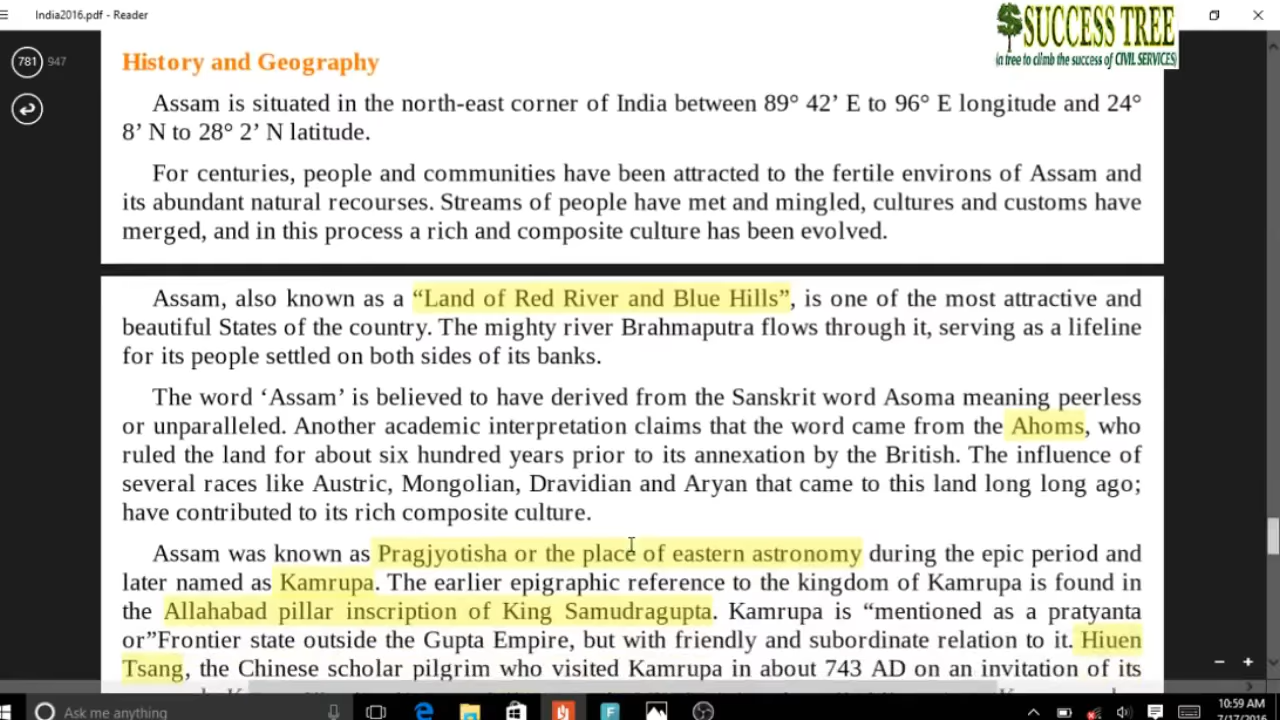 India2016.pdf - Reader
SUCCESS TREE
(a tree to climb the success of CIVIL SERVICES)
781 947
History and Geography
Assam is situated in the north-east corner of India between 89° 42’ E to 96° E longitude and 24°
8’ N to 28° 2’ N latitude.
For centuries, people and communities have been attracted to the fertile environs of Assam and
its abundant natural recourses. Streams of people have met and mingled, cultures and customs have
merged, and in this process a rich and composite culture has been evolved.
Assam, also known as a “Land of Red River and Blue Hills”, is one of the most attractive and
beautiful States of the country. The mighty river Brahmaputra flows through it, serving as a lifeline
for its people settled on both sides of its banks.
The word ‘Assam’ is believed to have derived from the Sanskrit word Asoma meaning peerless
or unparalleled. Another academic interpretation claims that the word came from the Ahoms, who
ruled the land for about six hundred years prior to its annexation by the British. The influence of
several races like Austric, Mongolian, Dravidian and Aryan that came to this land long long ago;
have contributed to its rich composite culture.
Assam was known as Pragjyotisha or the place of eastern astronomy during the epic period and
later named as Kamrupa. The earlier epigraphic reference to the kingdom of Kamrupa is found in
the Allahabad pillar inscription of King Samudragupta. Kamrupa is “mentioned as a pratyanta
or”Frontier state outside the Gupta Empire, but with friendly and subordinate relation to it. Hiuen
Tsang, the Chinese scholar pilgrim who visited Kamrupa in about 743 AD on an invitation of its
Ask me anything
10:59 AM
7/17/2016